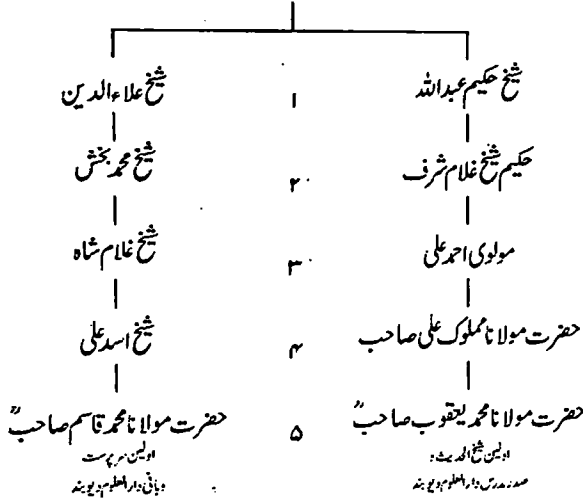 شیخ حکیم عبداللہ ۱ شیخ علاءالدین
حکیم شیخ غلام شرف ۲ شیخ محمد بخش
مولوی احمد علی ۳ شیخ غلام شاہ
حضرت مولانا مملوک علی صاحب ۴ شیخ اسد علی
حضرت مولانا محمد یعقوب صاحبؒ ۵ حضرت مولانا محمد قاسم صاحبؒ
اولین شیخ الحدیث و اولین سرپرست
صدر مدرس دارالعلوم دیوبند وبانی دارالعلوم دیوبند